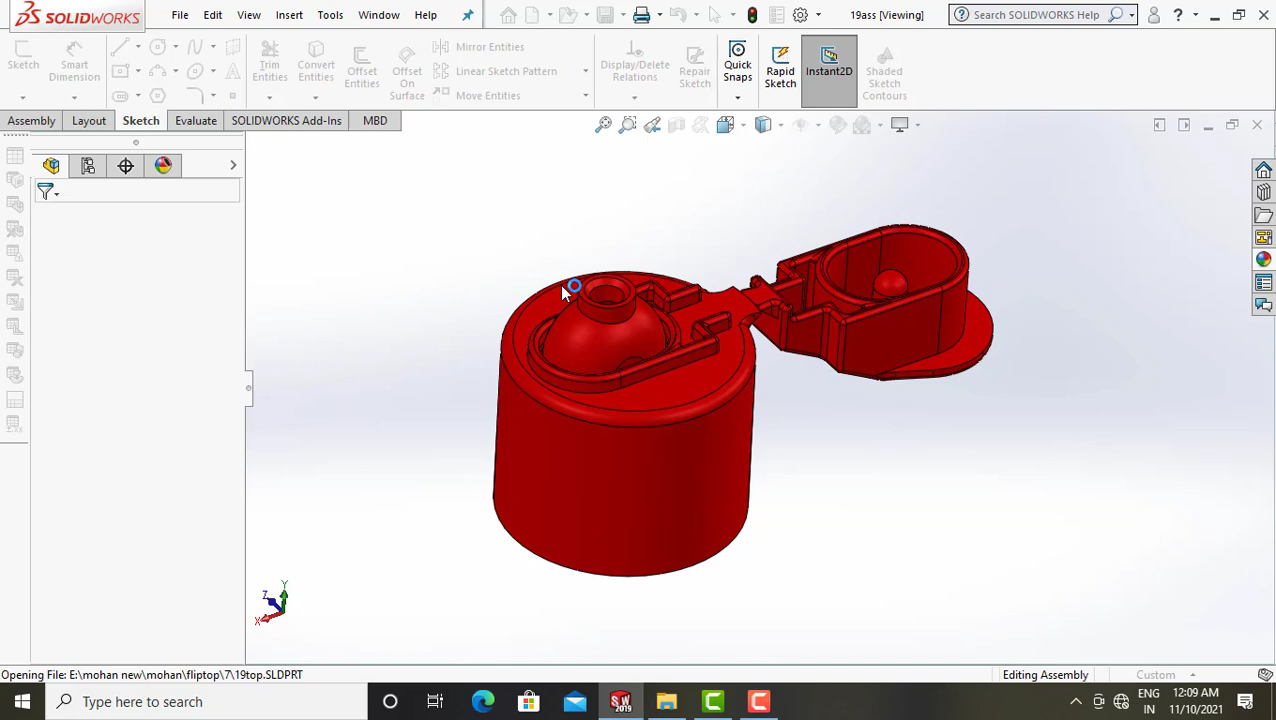 SOLIDWORKS File Edit View Insert Tools Window Help 19ass [Viewing] Search SOLIDWORKS Help
Sketch Smart Dimension Trim Entities Convert Entities Offset Entities Offset On Surface Mirror Entities Linear Sketch Pattern Move Entities Display/Delete Relations Repair Sketch Quick Snaps Rapid Sketch Instant2D Shaded Sketch Contours
Assembly Layout Sketch Evaluate SOLIDWORKS Add-Ins MBD
Y
Z
X
Opening File: E:\mohan new\mohan\fliptop\7\19top.SLDPRT Editing Assembly Custom
Type here to search SW 2019 ENG IN 12:09 AM 11/10/2021